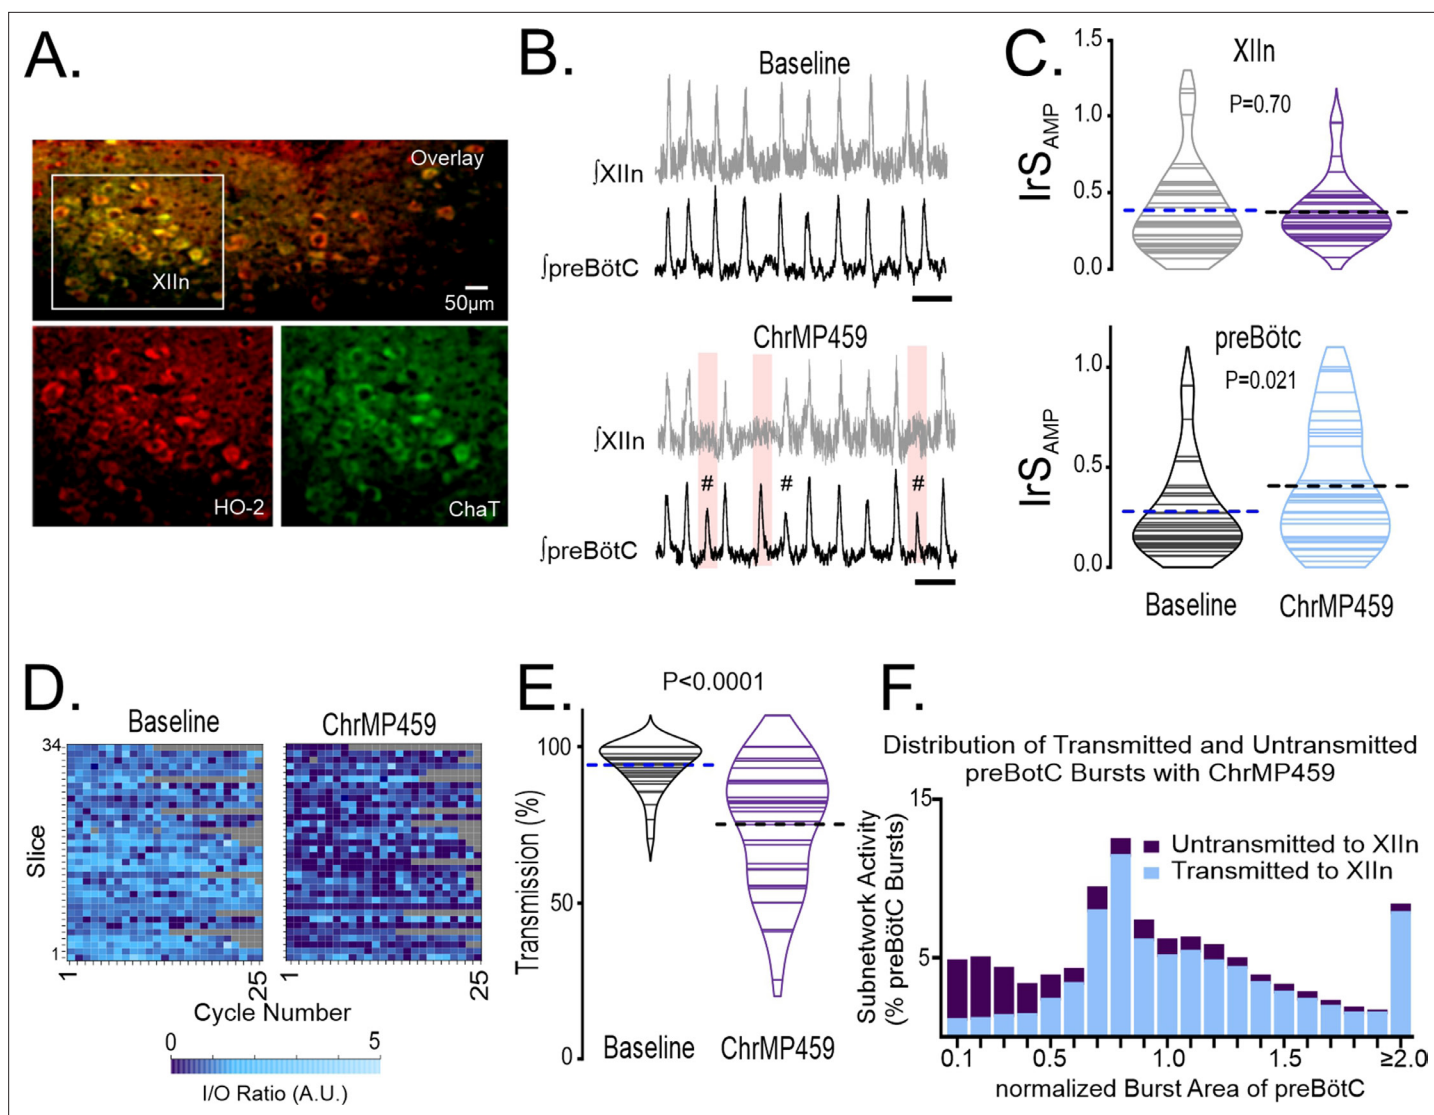 A.
Overlay
XIIn
50µm
HO-2
ChaT
B.
Baseline
∫XIIn
∫preBötC
ChrMP459
∫XIIn
#
#
#
∫preBötC
C.
XIIn
P=0.70
IrS AMP
1.5
1.0
0.5
0.0
preBötc
P=0.021
IrS AMP
1.0
0.5
0.0
Baseline
ChrMP459
D.
Baseline
ChrMP459
34
Slice
1
1
25
1
25
Cycle Number
0
5
I/O Ratio (A.U.)
E.
P<0.0001
Transmission (%)
100
50
0
Baseline
ChrMP459
F.
Distribution of Transmitted and Untransmitted
preBotC Bursts with ChrMP459
Subnetwork Activity
(% preBötC Bursts)
15
5
Untransmitted to XIIn
Transmitted to XIIn
0.1
0.5
1.0
1.5
≥2.0
normalized Burst Area of preBötC